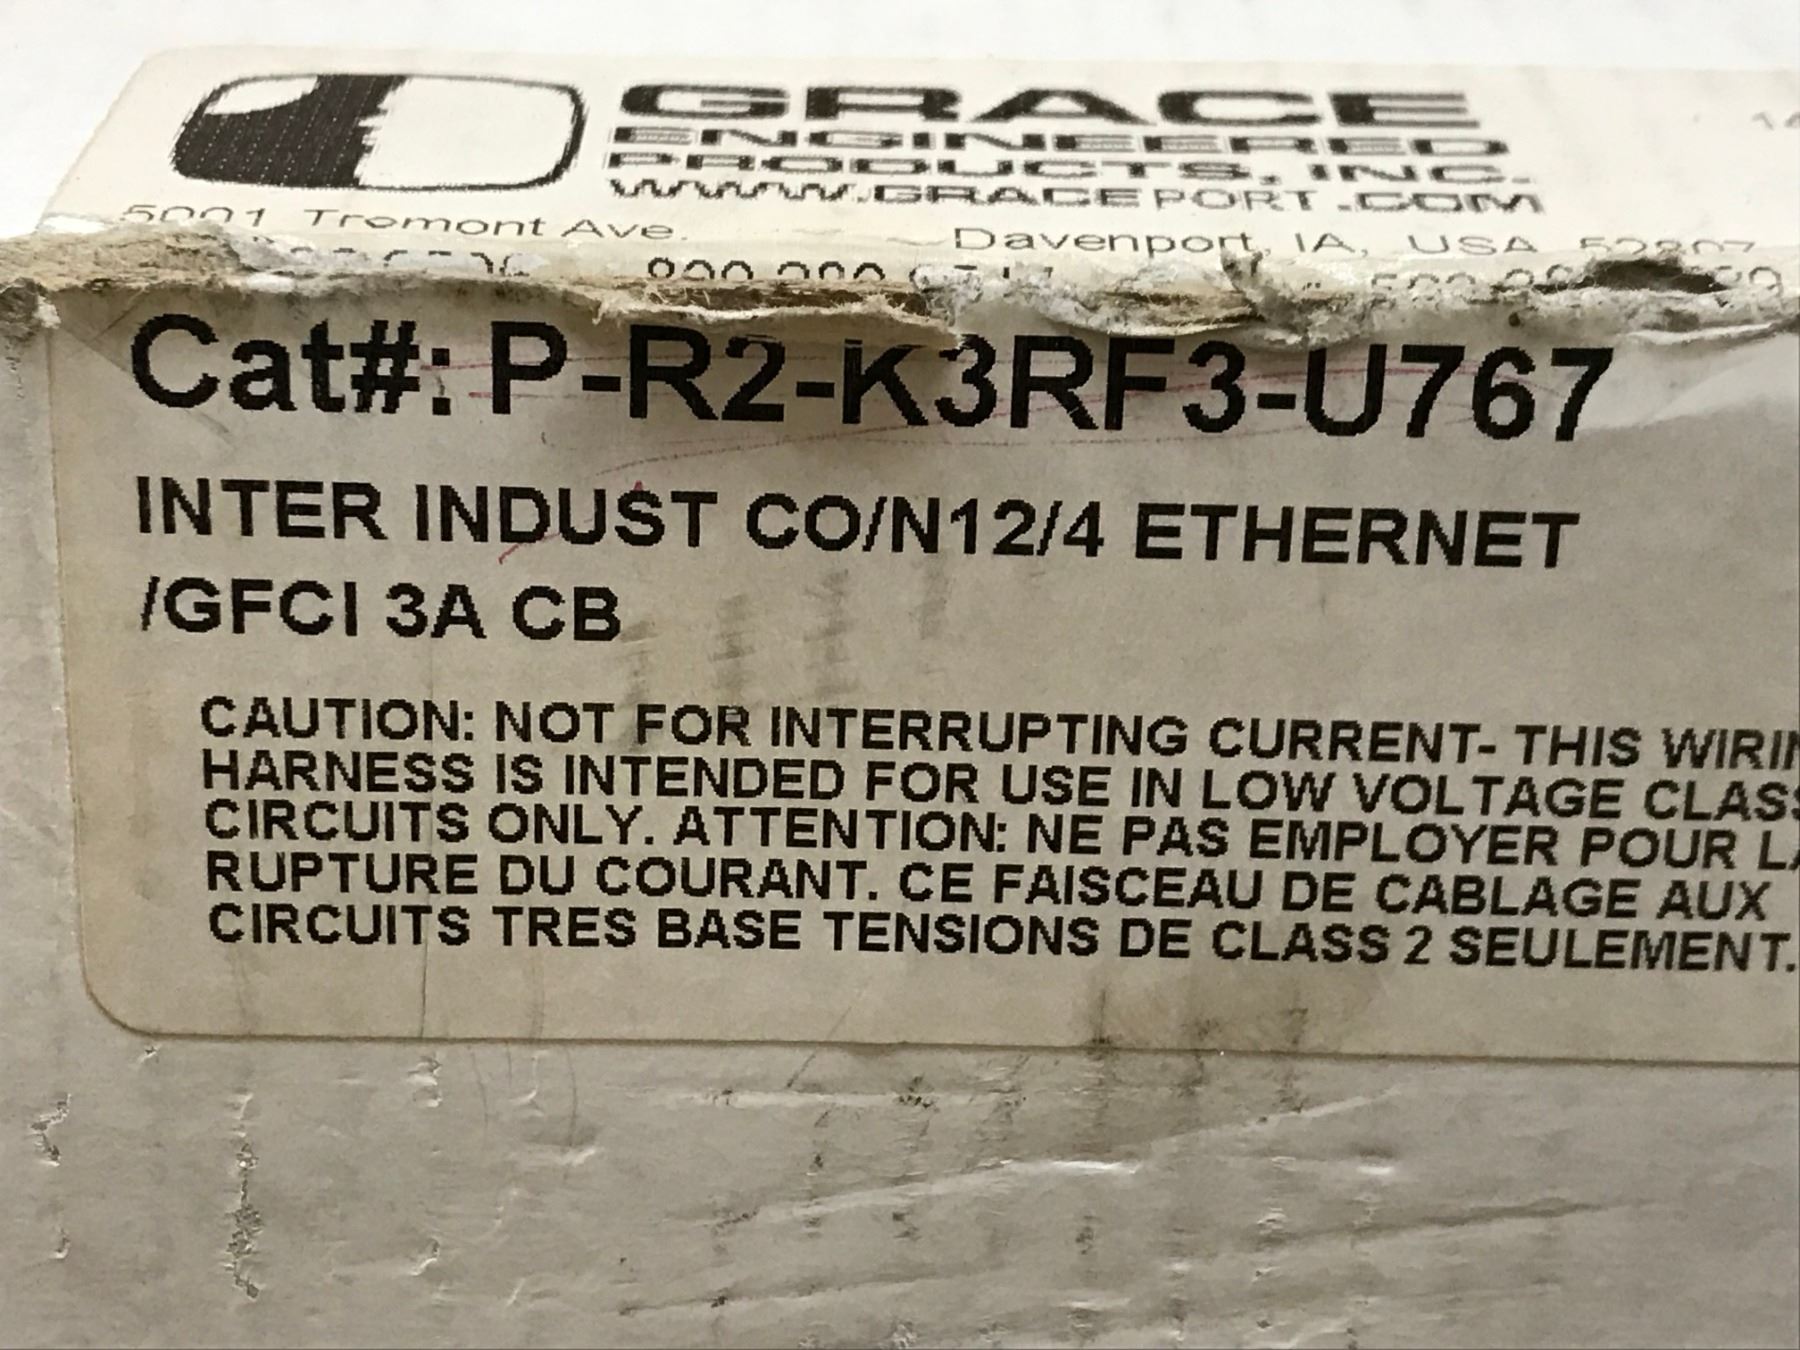 GRACE
ENGINEERED
PRODUCTS, INC.
WWW.GRACEPORT.COM
5001 Tremont Ave. Davenport, IA, USA 52807
Cat#: P-R2-K3RF3-U767
INTER INDUST CO/N12/4 ETHERNET
/GFCI 3A CB
CAUTION: NOT FOR INTERRUPTING CURRENT- THIS
HARNESS IS INTENDED FOR USE IN LOW VOLTAGE
CIRCUITS ONLY. ATTENTION: NE PAS EMPLOYER POUR
RUPTURE DU COURANT. CE FAISCEAU DE CABLAGE AUX
CIRCUITS TRES BASE TENSIONS DE CLASS 2 SEULEMENT.